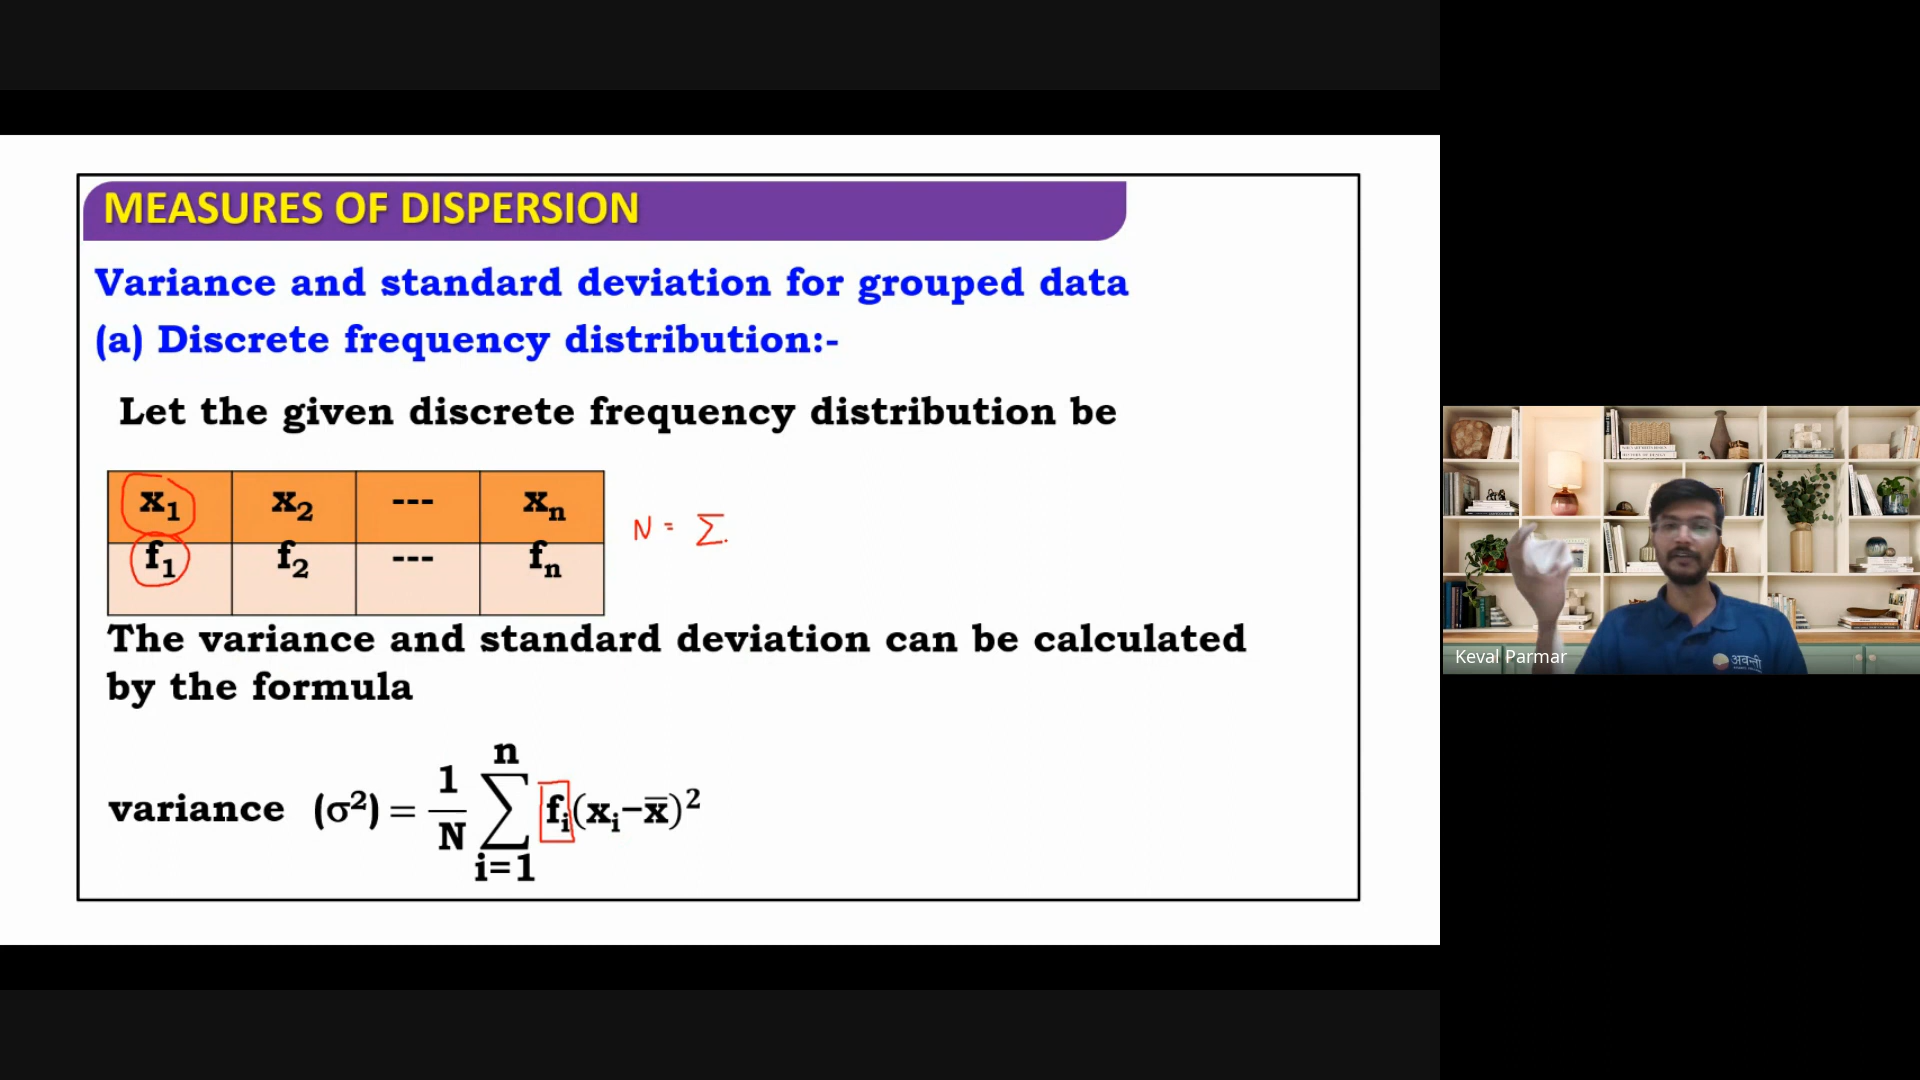 MEASURES OF DISPERSION
Variance and standard deviation for grouped data
(a) Discrete frequency distribution:-
Let the given discrete frequency distribution be
x₁ x₂ --- xₙ
f₁ f₂ --- fₙ
N = Σ
The variance and standard deviation can be calculated
by the formula
variance (σ²) = 1/N Σ n i=1 fᵢ(xᵢ−x̄)²
Keval Parmar
अवन्ती